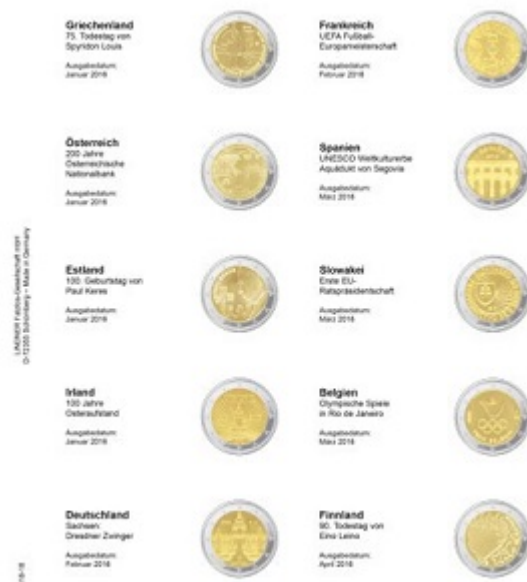 Griechenland
75. Todestag von
Spyridon Louis
Ausgabedatum:
Januar 2016
Österreich
200 Jahre
Österreichische
Nationalbank
Ausgabedatum:
Januar 2016
Estland
100. Geburtstag von
Paul Keres
Ausgabedatum:
Januar 2016
Irland
100 Jahre
Osteraufstand
Ausgabedatum:
Januar 2016
Deutschland
Sachsen:
Dresdner Zwinger
Ausgabedatum:
Februar 2016
Frankreich
UEFA Fußball-
Europameisterschaft
Ausgabedatum:
Februar 2016
Spanien
UNESCO Weltkulturerbe
Aquädukt von Segovia
Ausgabedatum:
März 2016
Slowakei
Erste EU-
Ratspräsidentschaft
Ausgabedatum:
März 2016
Belgien
Olympische Spiele
in Rio de Janeiro
Ausgabedatum:
März 2016
Finnland
90. Todestag von
Eino Leino
Ausgabedatum:
April 2016